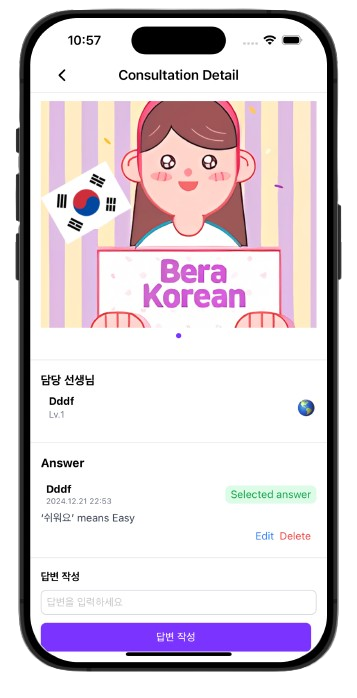 10:57
Consultation Detail
Bera
Korean
담당 선생님
Dddf
Lv.1
Answer
Dddf
Selected answer
2024.12.21 22:53
'쉬워요' means Easy
Edit Delete
답변 작성
답변을 입력하세요
답변 작성